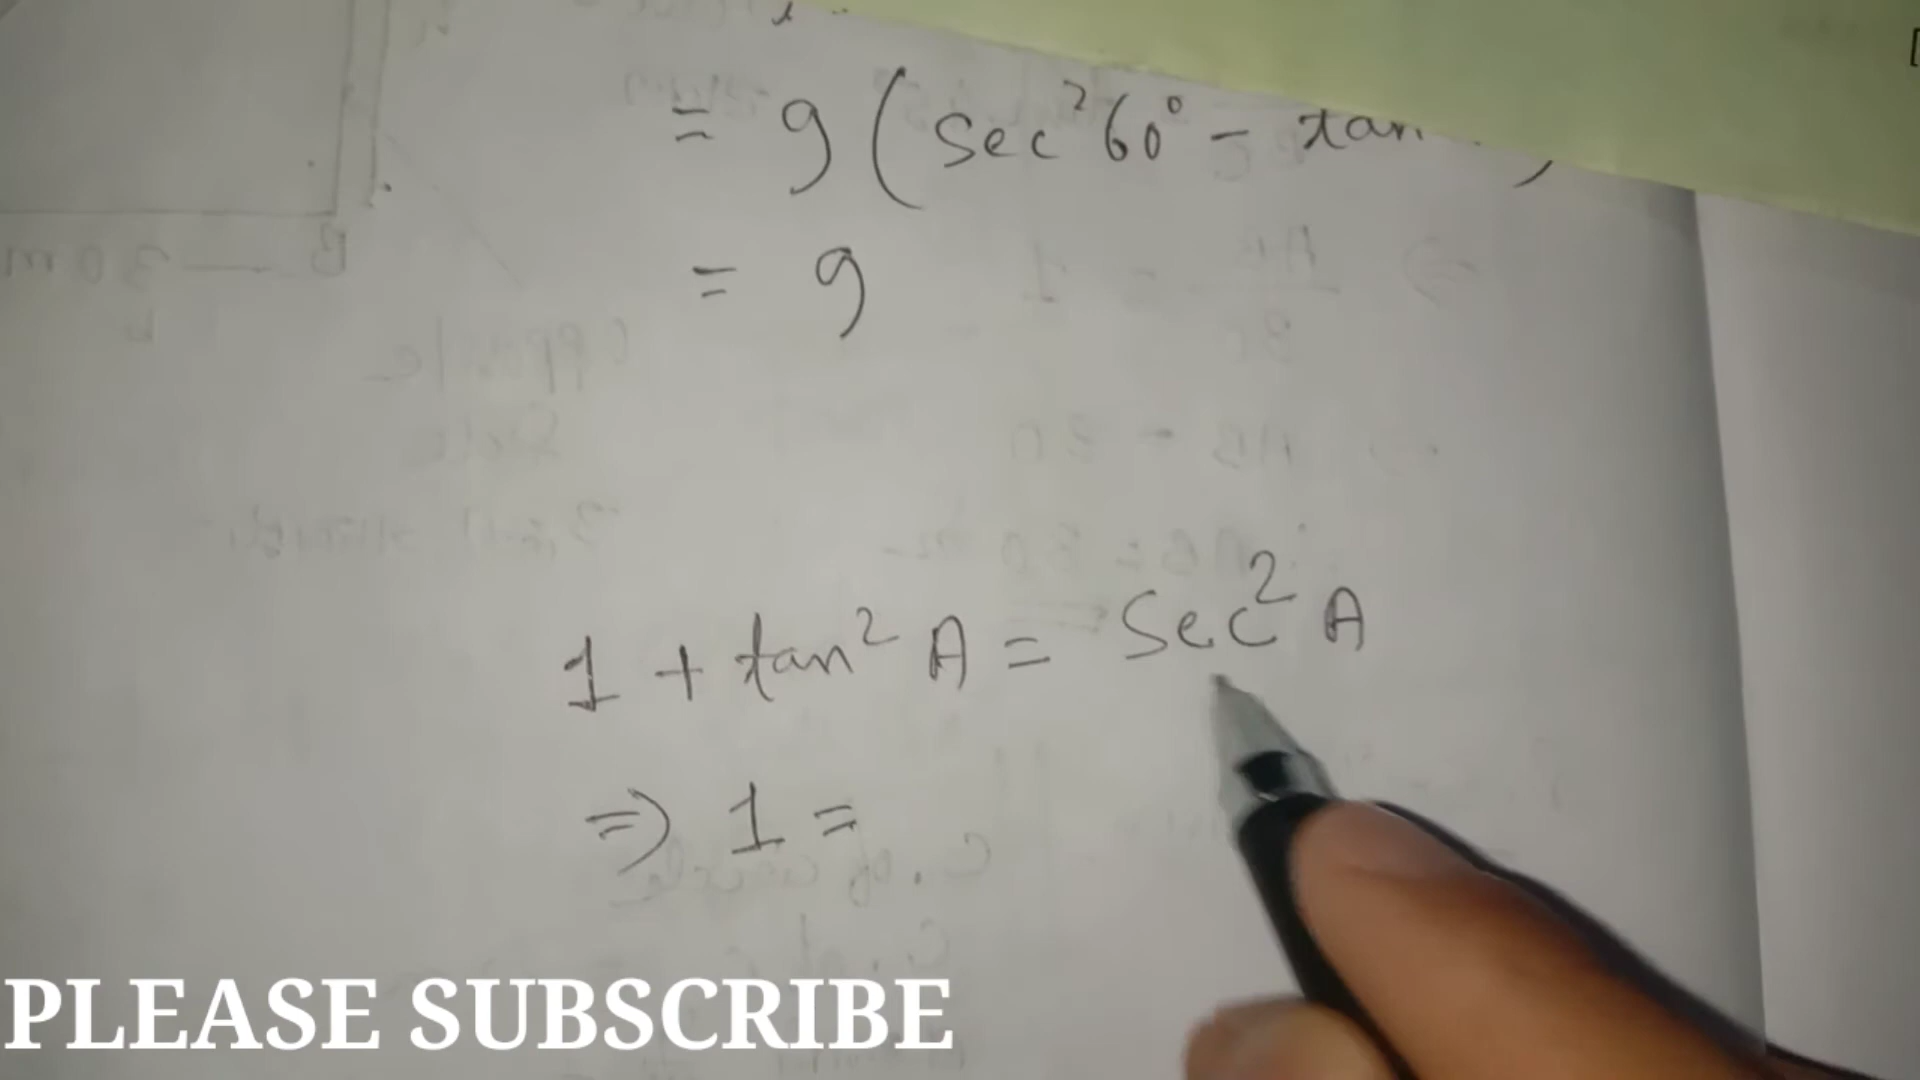 = 9 ( sec²60° - tan )
= 9
1 + tan² A = Sec² A
⇒ 1 =
PLEASE SUBSCRIBE